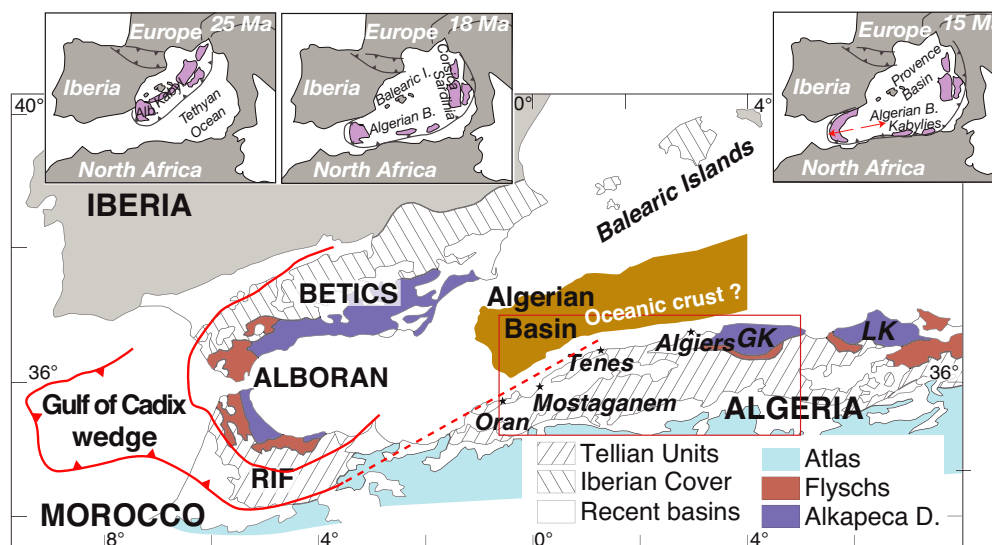 Europe 25 Ma
Iberia
Alb.
Kaby.
Tethyan
Ocean
North Africa
Europe 18 Ma
Iberia
Balearic I.
Corsica
Sardinia
Algerian B.
North Africa
Europe 15 Ma
Iberia
Provence
Basin
Algerian B.
Kabylies
North Africa
40°
0°
4°
IBERIA
Balearic Islands
BETICS
Algerian
Basin
Oceanic crust ?
Algiers
GK
LK
Tenes
36°
36°
ALBORAN
Gulf of Cadix
wedge
Mostaganem
Oran
ALGERIA
RIF
MOROCCO
Tellian Units
Iberian Cover
Recent basins
Atlas
Flyschs
Alkapeca D.
8°
4°
0°
4°